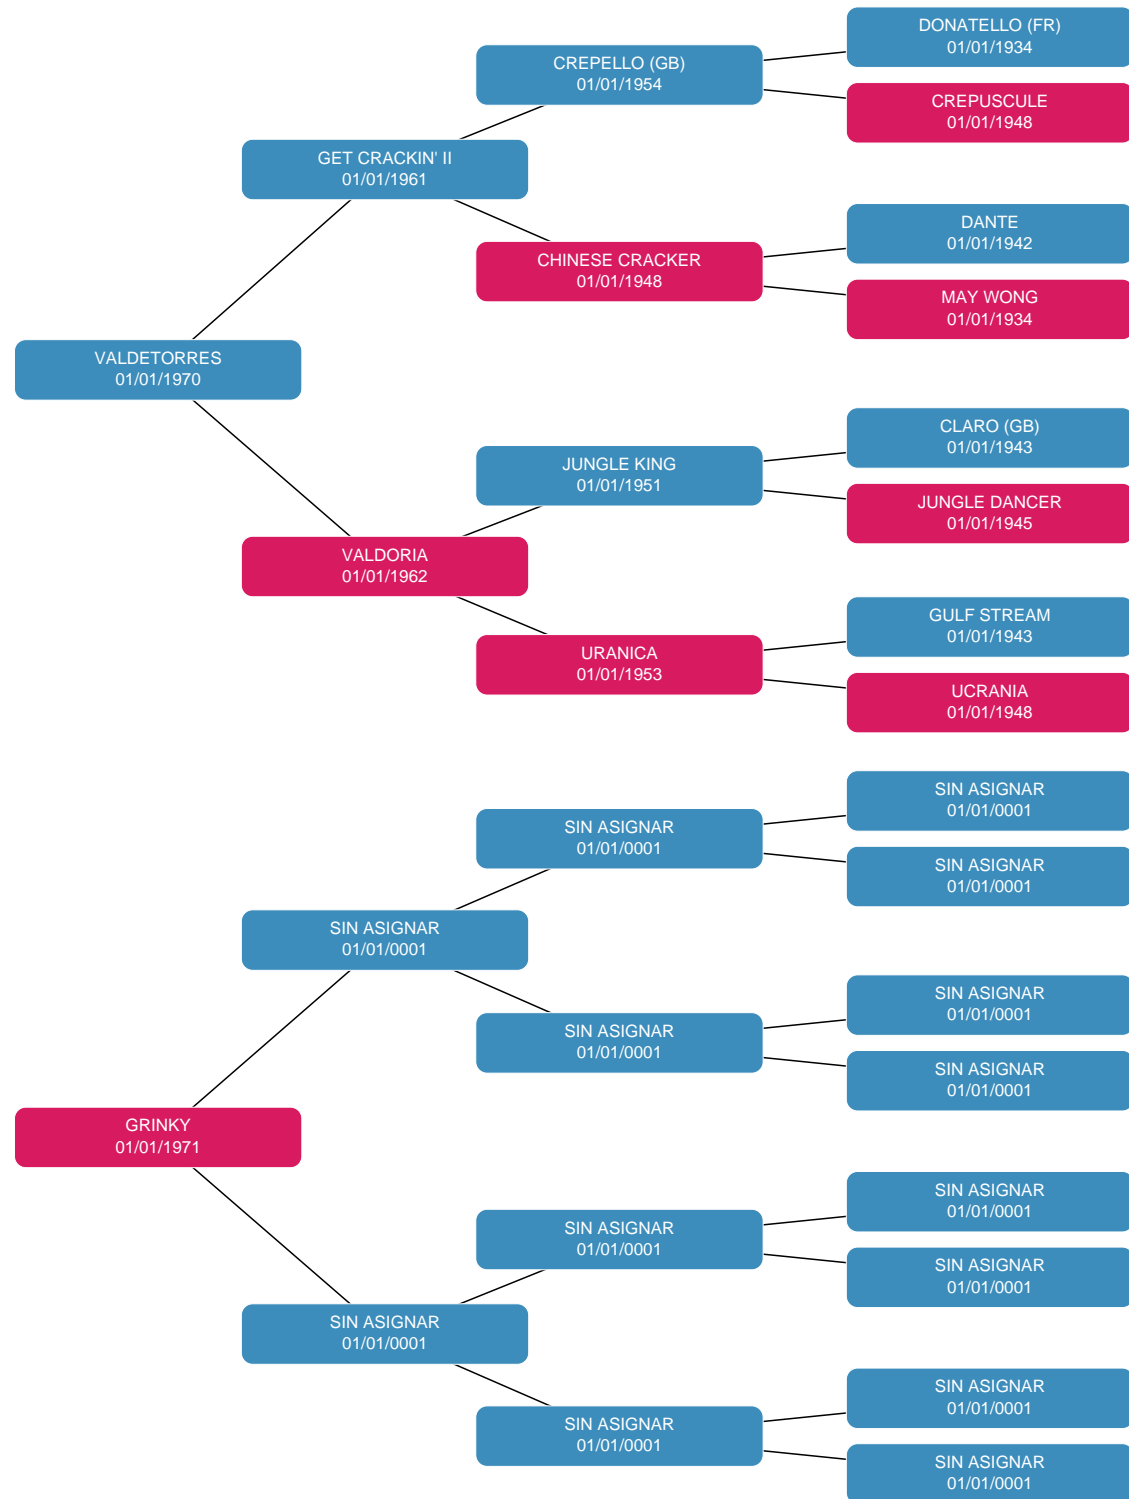 DONATELLO (FR)
01/01/1934
CREPELLO (GB)
01/01/1954
CREPUSCULE
01/01/1948
GET CRACKIN' II
01/01/1961
DANTE
01/01/1942
CHINESE CRACKER
01/01/1948
MAY WONG
01/01/1934
VALDETORRES
01/01/1970
CLARO (GB)
01/01/1943
JUNGLE KING
01/01/1951
JUNGLE DANCER
01/01/1945
VALDORIA
01/01/1962
GULF STREAM
01/01/1943
URANICA
01/01/1953
UCRANIA
01/01/1948
SIN ASIGNAR
01/01/0001
SIN ASIGNAR
01/01/0001
SIN ASIGNAR
01/01/0001
SIN ASIGNAR
01/01/0001
SIN ASIGNAR
01/01/0001
SIN ASIGNAR
01/01/0001
SIN ASIGNAR
01/01/0001
GRINKY
01/01/1971
SIN ASIGNAR
01/01/0001
SIN ASIGNAR
01/01/0001
SIN ASIGNAR
01/01/0001
SIN ASIGNAR
01/01/0001
SIN ASIGNAR
01/01/0001
SIN ASIGNAR
01/01/0001
SIN ASIGNAR
01/01/0001